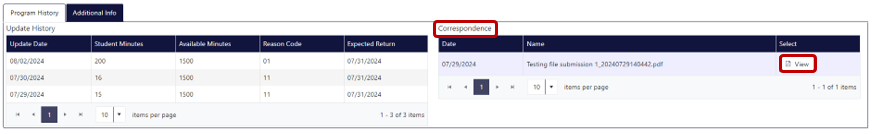 Program History Additional Info
Update History
Update Date Student Minutes Available Minutes Reason Code Expected Return
08/02/2024 200 1500 01 07/31/2024
07/30/2024 16 1500 11 07/31/2024
07/29/2024 15 1500 11 07/31/2024
1 10 items per page 1 - 3 of 3 items
Correspondence
Date Name Select
07/29/2024 Testing file submission 1_20240729140442.pdf View
1 10 items per page 1 - 1 of 1 items